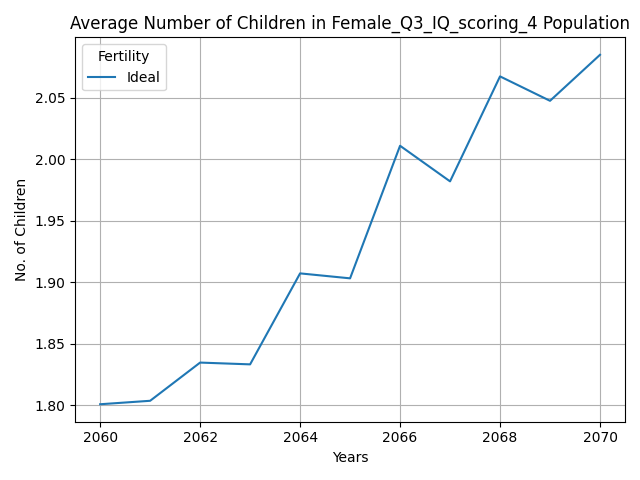 Average Number of Children in Female_Q3_IQ_scoring_4 Population
Fertility
Ideal
No. of Children
2.05
2.00
1.95
1.90
1.85
1.80
2060 2062 2064 2066 2068 2070
Years